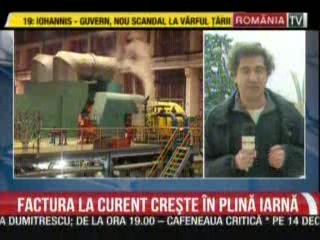 19: IOHANNIS - GUVERN, NOU SCANDAL LA VÂRFUL ȚĂRII
ROMÂNIA TV
FACTURA LA CURENT CREȘTE ÎN PLINĂ IARNĂ
A DUMITRESCU; DE LA ORA 19.00 – CAFENEAUA CRITICĂ * PE 14 DEC